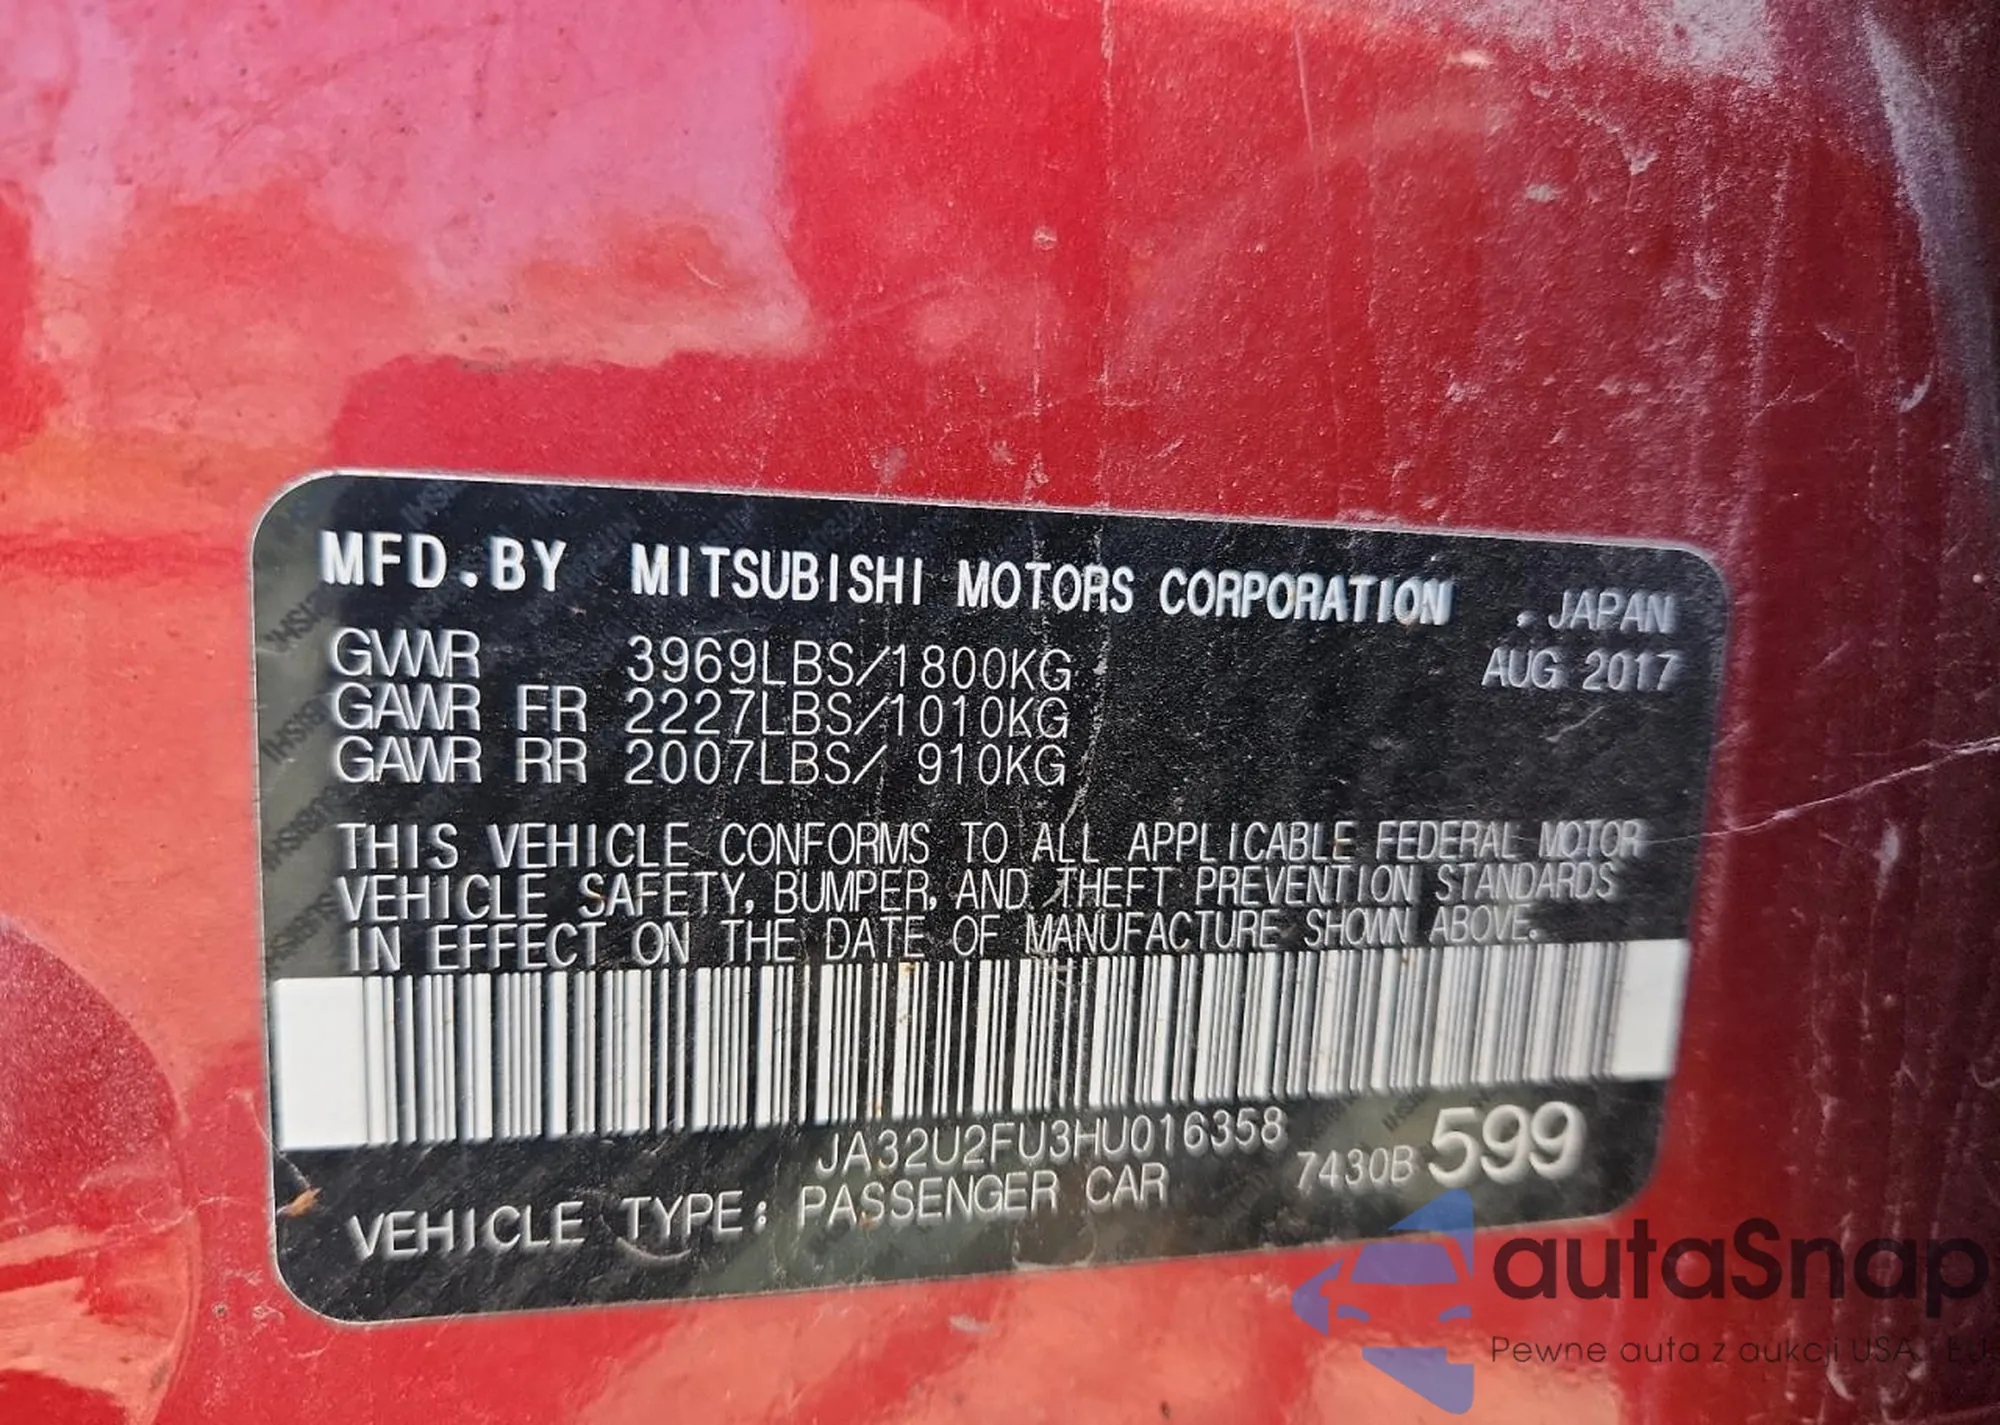 MFD.BY MITSUBISHI MOTORS CORPORATION . JAPAN
GVWR 3969LBS/1800KG AUG 2017
GAWR FR 2227LBS/1010KG
GAWR RR 2007LBS/ 910KG
THIS VEHICLE CONFORMS TO ALL APPLICABLE FEDERAL MOTOR
VEHICLE SAFETY, BUMPER, AND THEFT PREVENTION STANDARDS
IN EFFECT ON THE DATE OF MANUFACTURE SHOWN ABOVE.
JA32U2FU3HU016358 7430B 599
VEHICLE TYPE: PASSENGER CAR
autaSnap
Pewne auta z aukcji USA i EU